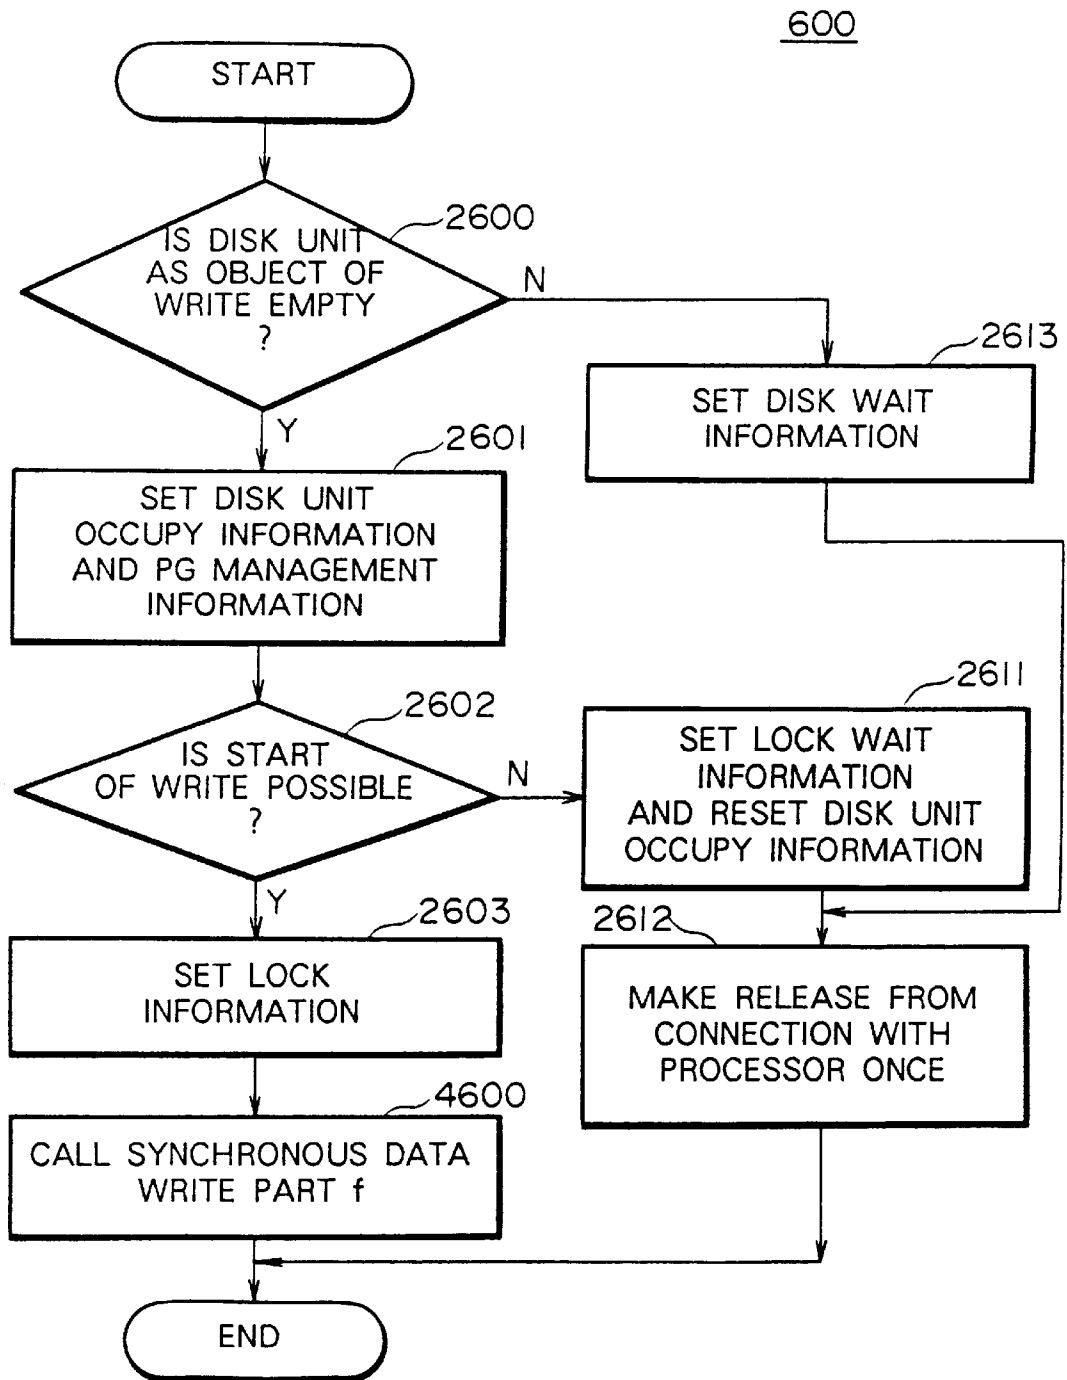 600
START
2600
IS DISK UNIT
AS OBJECT OF
WRITE EMPTY
?
N
Y
2613
SET DISK WAIT
INFORMATION
2601
SET DISK UNIT
OCCUPY INFORMATION
AND PG MANAGEMENT
INFORMATION
2602
IS START
OF WRITE POSSIBLE
?
N
Y
2611
SET LOCK WAIT
INFORMATION
AND RESET DISK UNIT
OCCUPY INFORMATION
2603
SET LOCK
INFORMATION
2612
MAKE RELEASE FROM
CONNECTION WITH
PROCESSOR ONCE
4600
CALL SYNCHRONOUS DATA
WRITE PART f
END